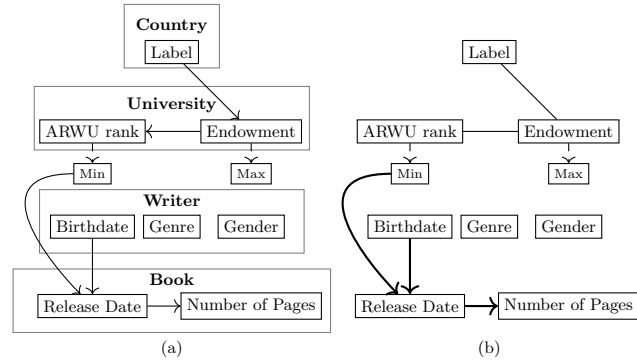 Country
Label
University
ARWU rank Endowment
Min Max
Writer
Birthdate Genre Gender
Book
Release Date Number of Pages
(a)
Label
ARWU rank Endowment
Min Max
Birthdate Genre Gender
Release Date Number of Pages
(b)